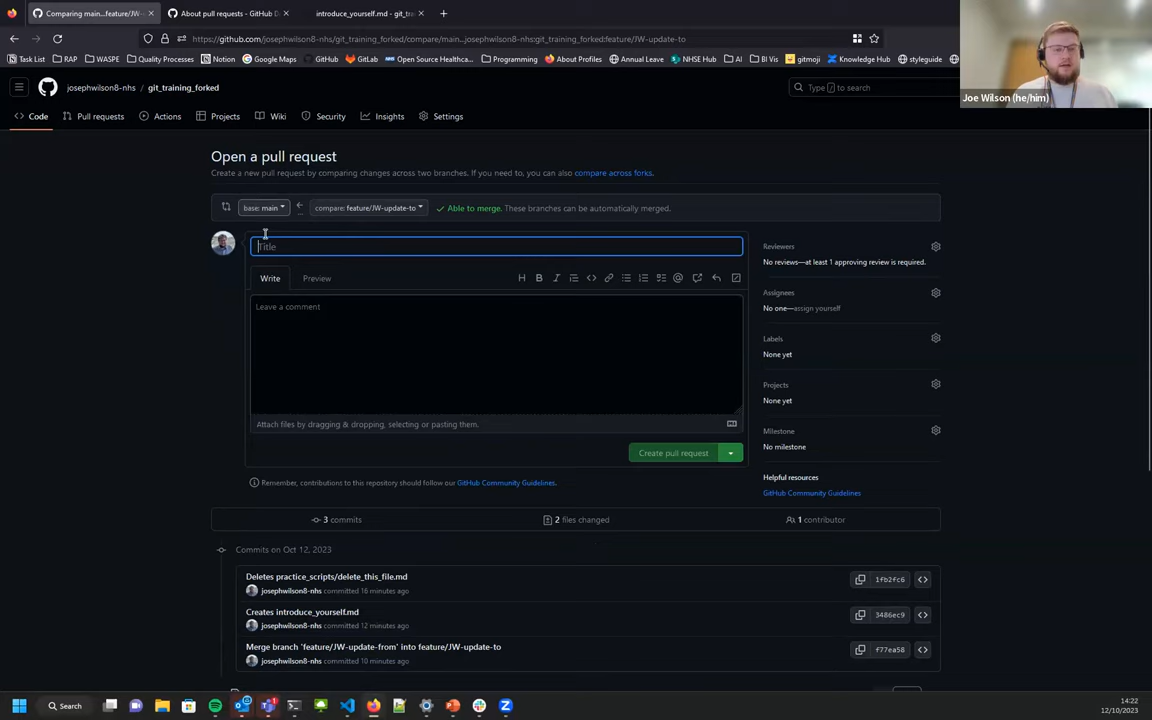 Comparing main...feature/JW-
About pull requests - GitHub D
introduce_yourself.md - git_tra
https://github.com/josephwilson8-nhs/git_training_forked/compare/main...josephwilson8-nhs:git_training_forked:feature/JW-update-to
Task List RAP WASPE Quality Processes Notion Google Maps GitHub GitLab Open Source Healthcar... Programming About Profiles Annual Leave NHSE Hub AI BI Vis gitmoji Knowledge Hub styleguide
Joe Wilson (he/him)
josephwilson8-nhs / git_training_forked
Type / to search
Code Pull requests Actions Projects Wiki Security Insights Settings
Open a pull request
Create a new pull request by comparing changes across two branches. If you need to, you can also compare across forks.
base: main compare: feature/JW-update-to Able to merge. These branches can be automatically merged.
Title
Write Preview
Leave a comment
Attach files by dragging & dropping, selecting or pasting them.
Create pull request
Remember, contributions to this repository should follow our GitHub Community Guidelines.
Reviewers
No reviews—at least 1 approving review is required.
Assignees
No one—assign yourself
Labels
None yet
Projects
None yet
Milestone
No milestone
Helpful resources
GitHub Community Guidelines
3 commits 2 files changed 1 contributor
Commits on Oct 12, 2023
Deletes practice_scripts/delete_this_file.md
josephwilson8-nhs committed 16 minutes ago
1fb2fc6
Creates introduce_yourself.md
josephwilson8-nhs committed 12 minutes ago
3486ec9
Merge branch 'feature/JW-update-from' into feature/JW-update-to
josephwilson8-nhs committed 10 minutes ago
f77ea58
Search
14:22
12/10/2023